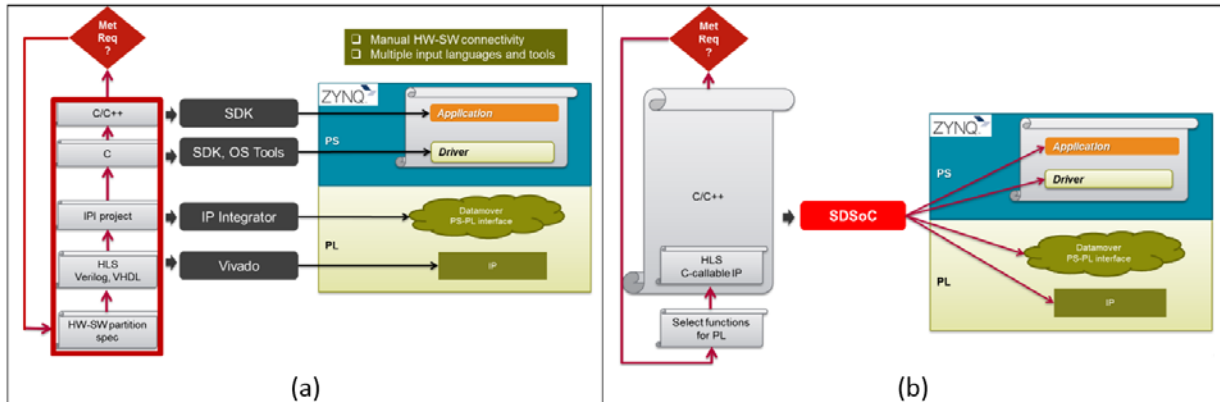 Met
Req
?
❑ Manual HW-SW connectivity
❑ Multiple input languages and tools
C/C++
SDK
ZYNQ
Application
C
SDK, OS Tools
PS
Driver
IPI project
IP Integrator
Datamover
PS-PL interface
PL
HLS
Verilog, VHDL
Vivado
IP
HW-SW partition
spec
(a)
Met
Req
?
C/C++
HLS
C-callable IP
Select functions
for PL
SDSoC
ZYNQ
Application
PS
Driver
Datamover
PS-PL interface
PL
IP
(b)